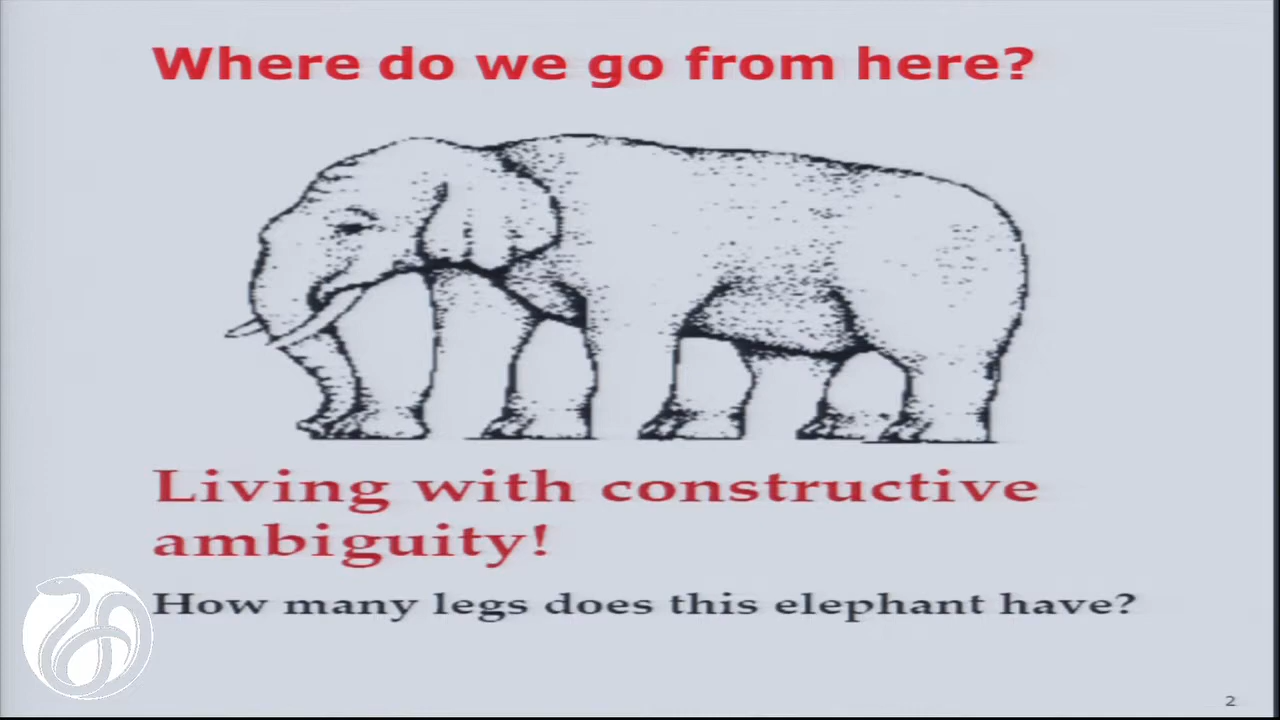 Where do we go from here?
Living with constructive
ambiguity!
How many legs does this elephant have?
2